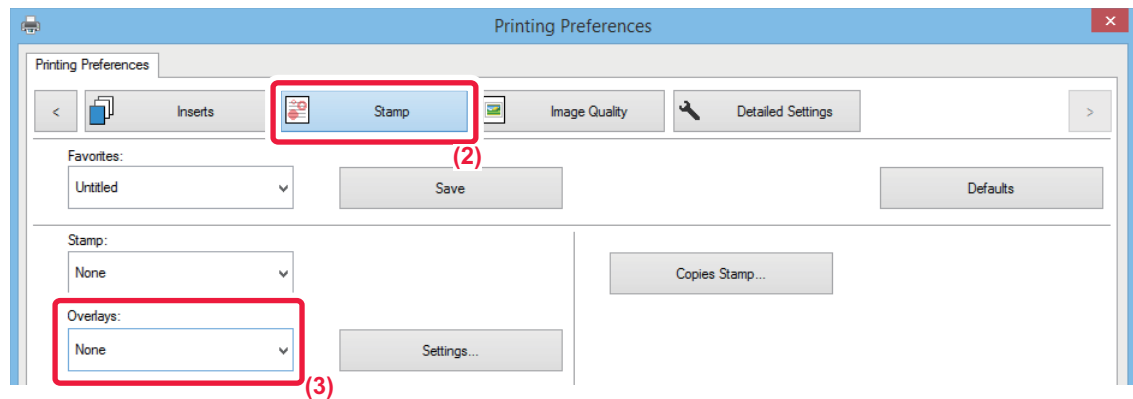 Printing Preferences
Printing Preferences
< Inserts Stamp Image Quality Detailed Settings >
(2)
Favorites:
Untitled Save Defaults
Stamp:
None Copies Stamp...
Overlays:
None Settings...
(3)